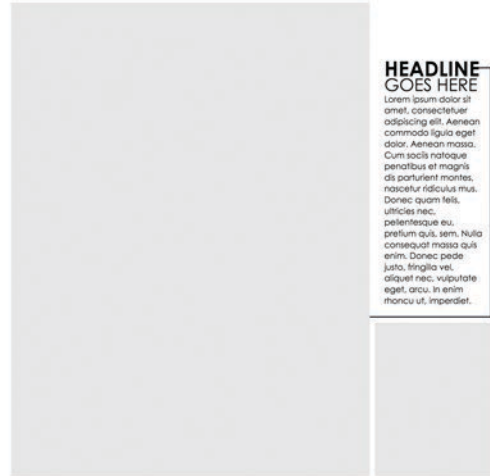 HEADLINE
GOES HERE
Lorem ipsum dolor sit
amet, consectetuer
adipiscing elit. Aenean
commodo ligula eget
dolor. Aenean massa.
Cum sociis natoque
penatibus et magnis
dis parturient montes,
nascetur ridiculus mus.
Donec quam felis,
ultricies nec,
pellentesque eu,
pretium quis, sem. Nulla
consequat massa quis
enim. Donec pede
justo, fringilla vel,
aliquet nec, vulputate
eget, arcu. In enim
rhoncu ut, imperdiet.